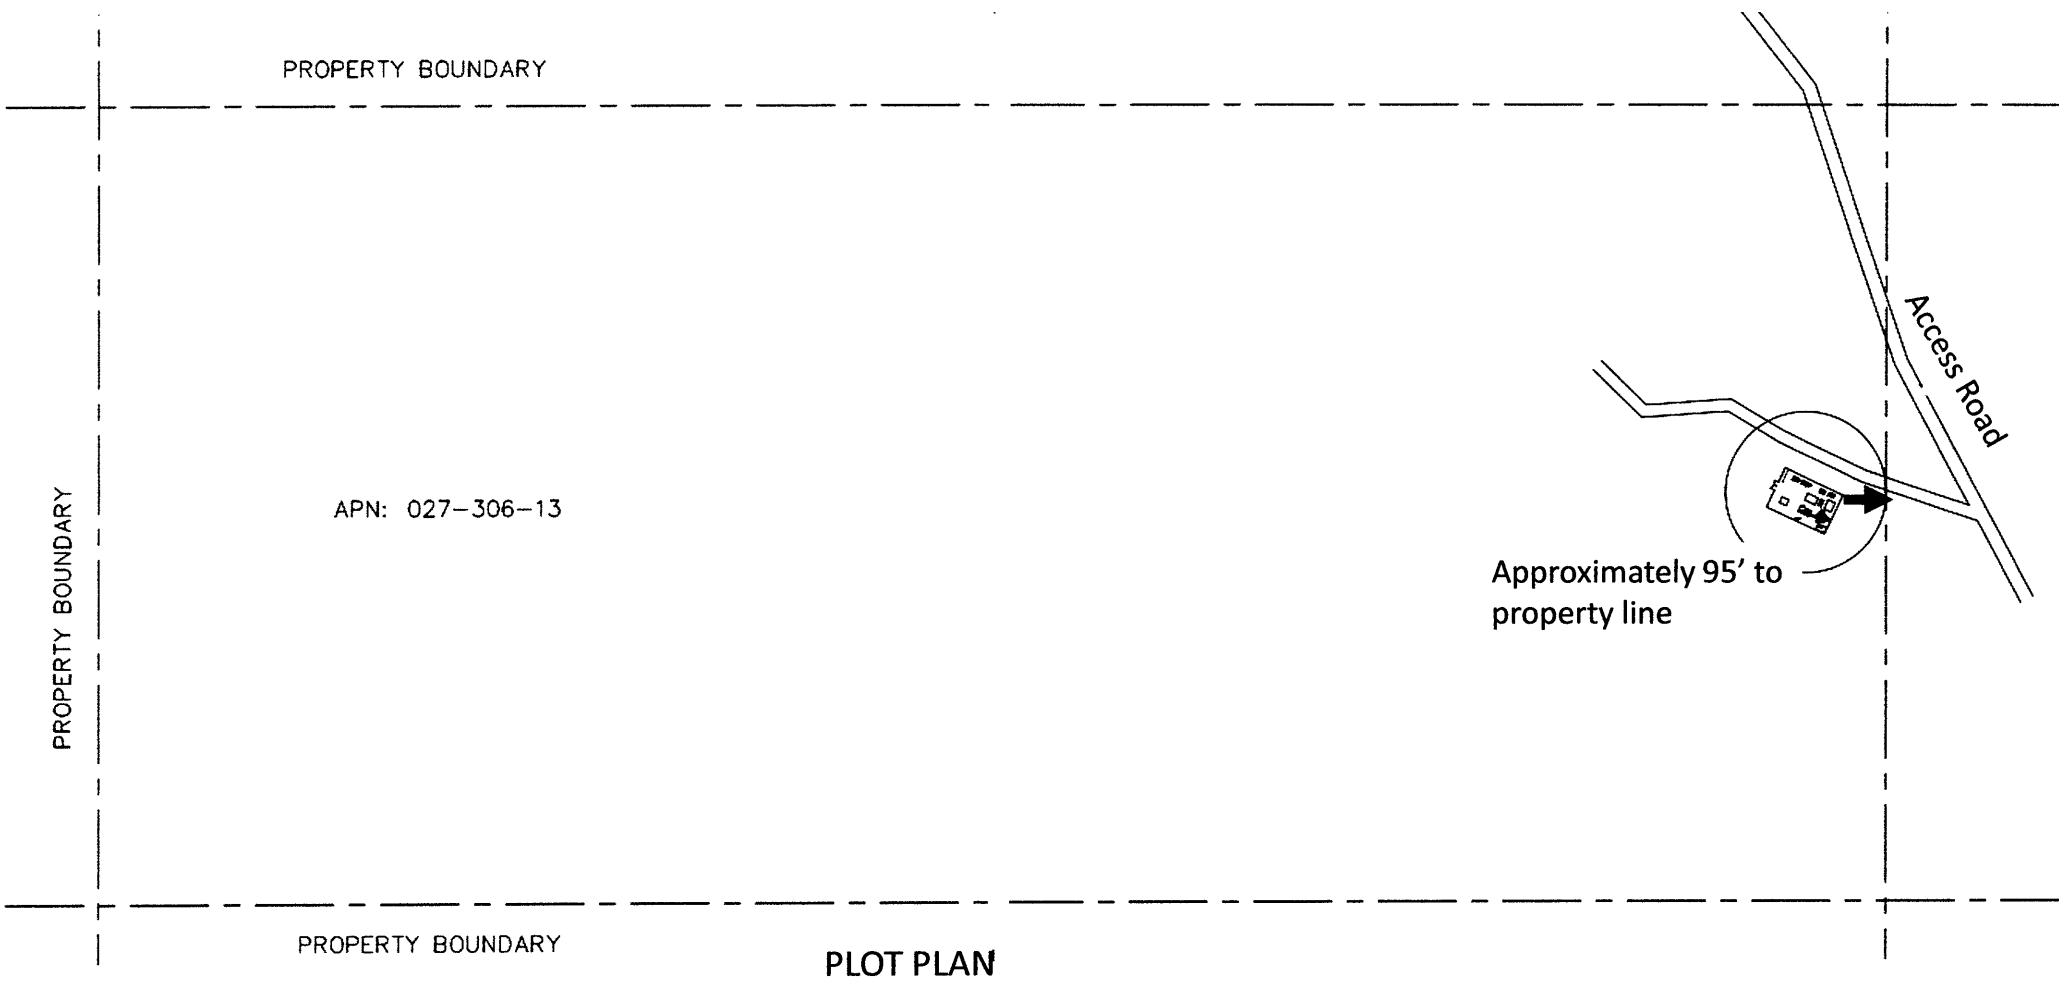 PROPERTY BOUNDARY
Access Road
PROPERTY BOUNDARY
APN: 027-306-13
Approximately 95’ to
property line
PROPERTY BOUNDARY
PLOT PLAN